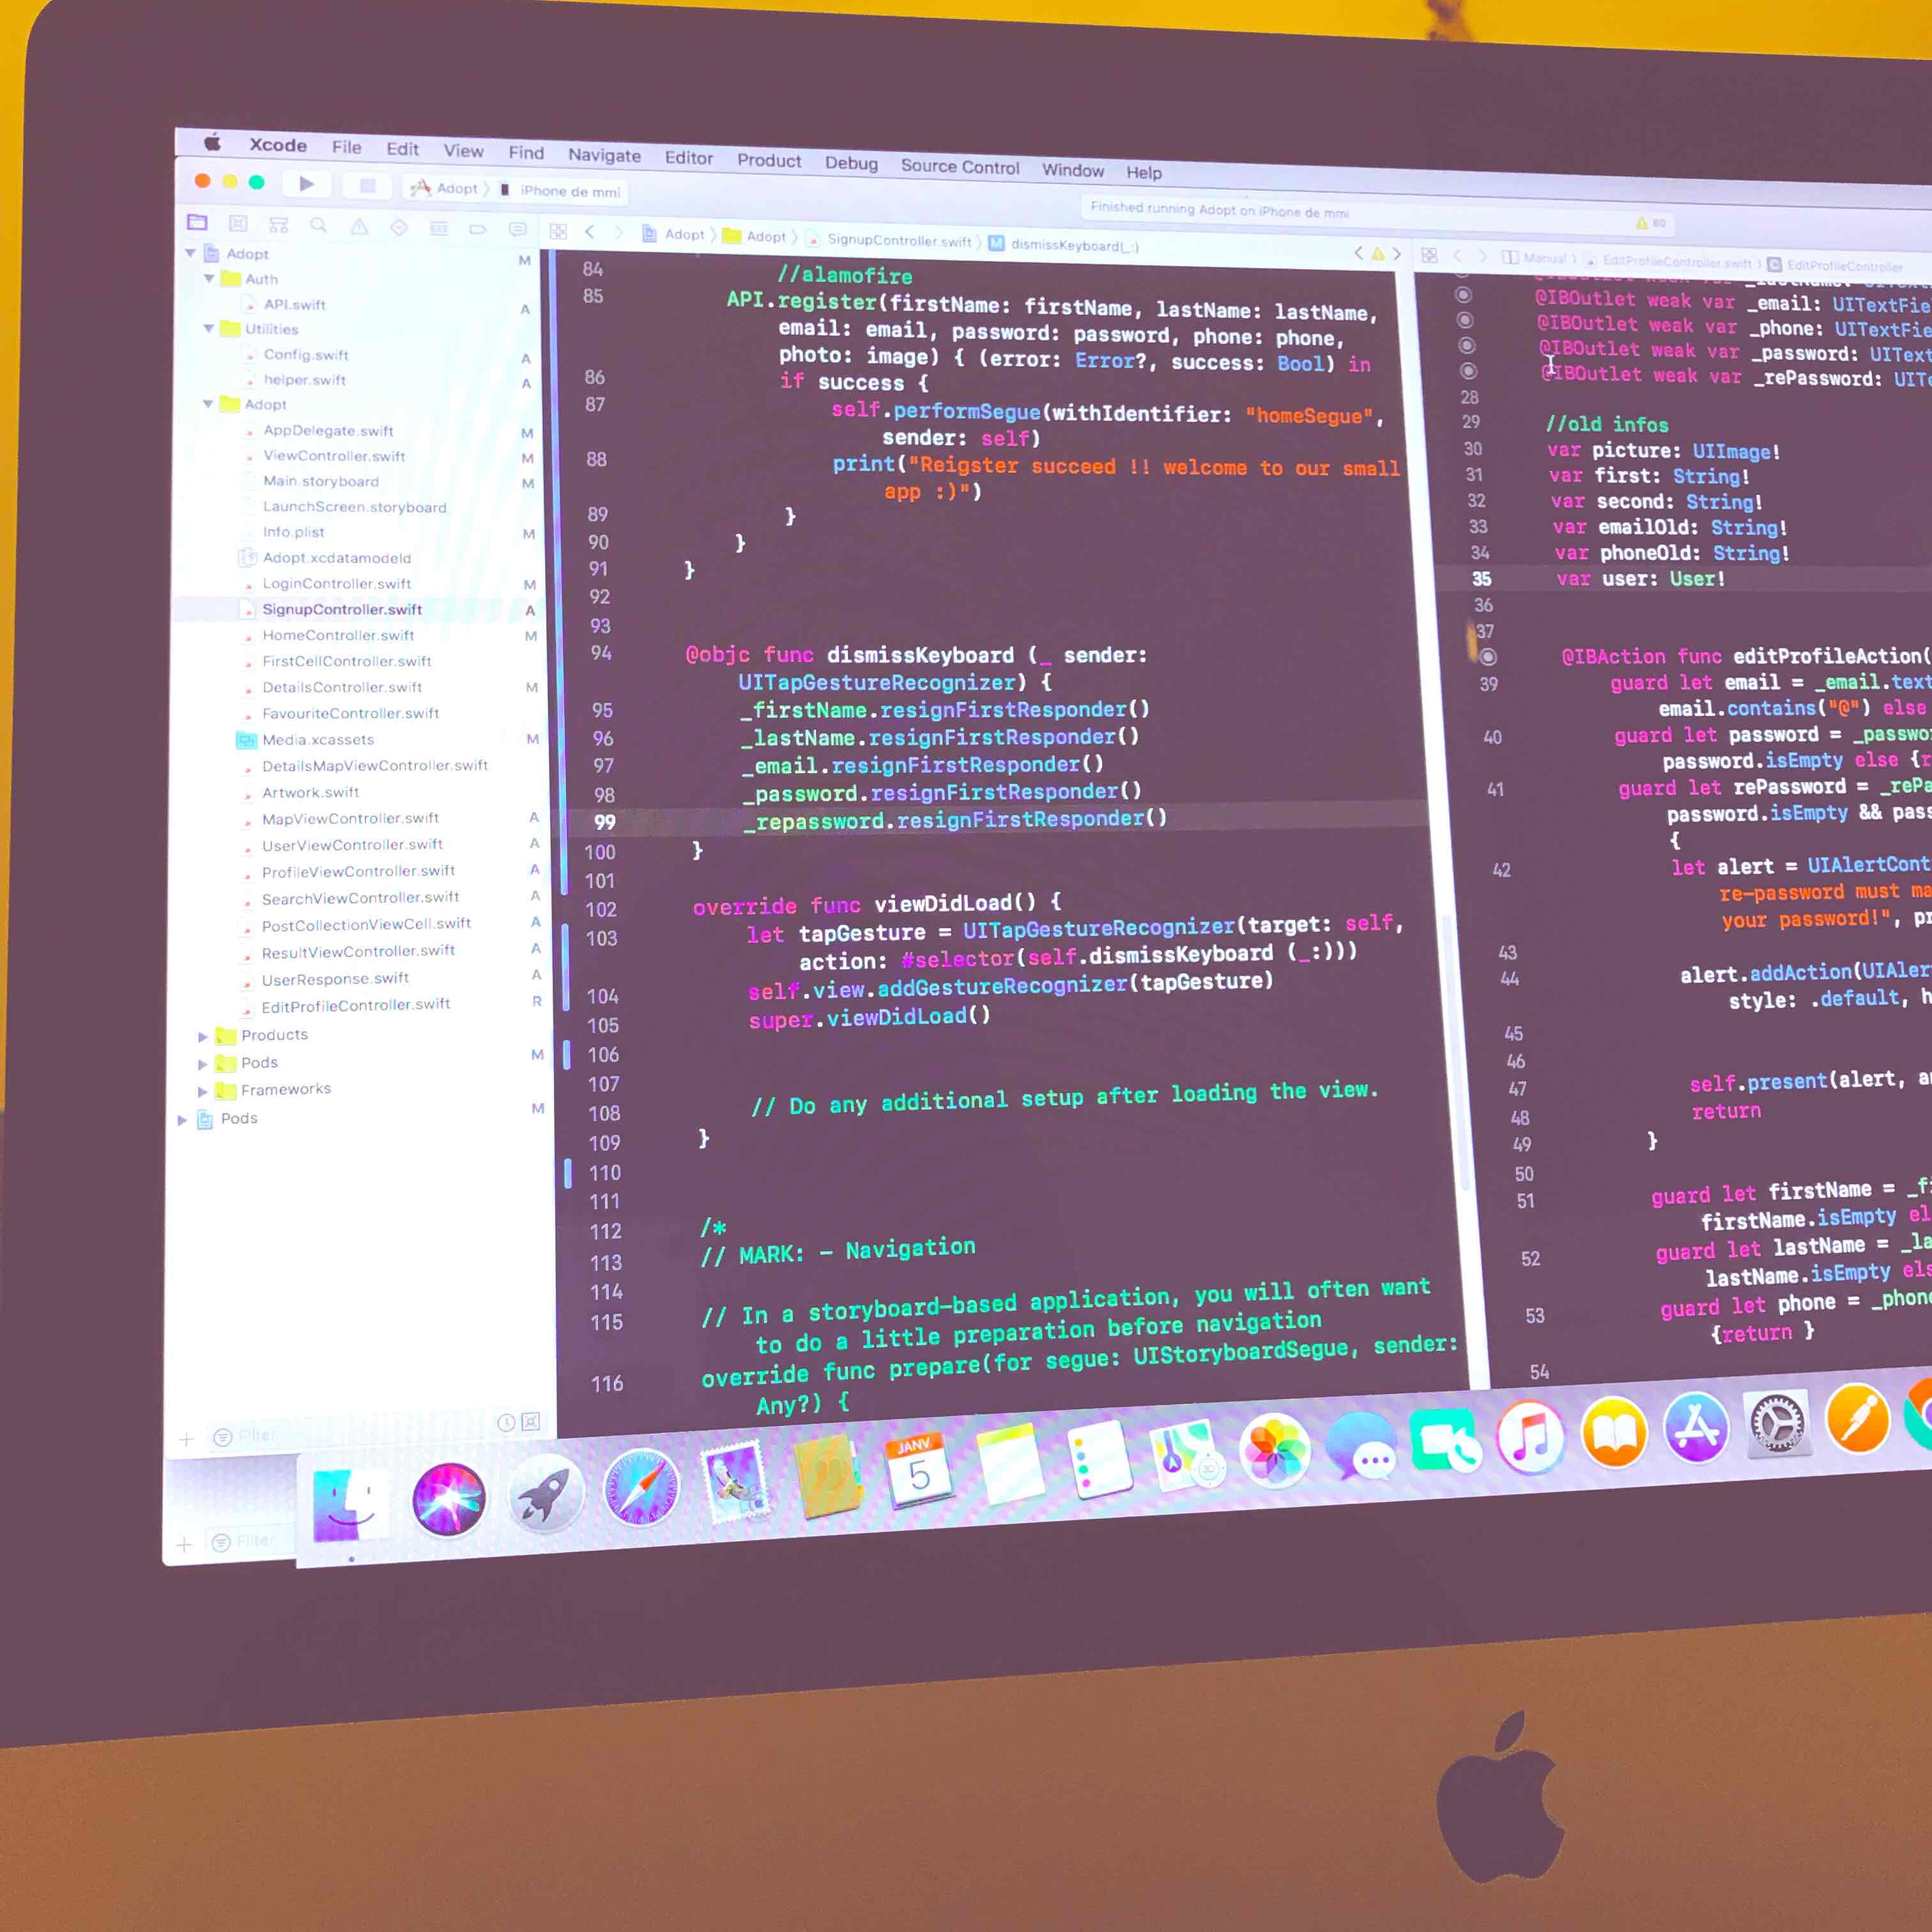 Xcode File Edit View Find Navigate Editor Product Debug Source Control Window Help
Adopt iPhone de mmi
Finished running Adopt on iPhone de mmi
80
Adopt M
Auth
API.swift A
Utilities
Config.swift A
helper.swift A
Adopt
AppDelegate.swift M
ViewController.swift M
Main.storyboard M
LaunchScreen.storyboard
Info.plist M
Adopt.xcdatamodeld
LoginController.swift M
SignupController.swift A
HomeController.swift M
FirstCellController.swift
DetailsController.swift M
FavouriteController.swift
Media.xcassets M
DetailsMapViewController.swift
Artwork.swift
MapViewController.swift A
UserViewController.swift A
ProfileViewController.swift A
SearchViewController.swift A
PostCollectionViewCell.swift A
ResultViewController.swift A
UserResponse.swift A
EditProfileController.swift R
Products
Pods M
Frameworks
Pods M
Filter
Filter
Adopt Adopt SignupController.swift M dismissKeyboard(_:)
84 //alamofire
85 API.register(firstName: firstName, lastName: lastName,
email: email, password: password, phone: phone,
photo: image) { (error: Error?, success: Bool) in
86 if success {
87 self.performSegue(withIdentifier: "homeSegue",
sender: self)
88 print("Reigster succeed !! welcome to our small
app :)")
89 }
90 }
91 }
92
93
94 @objc func dismissKeyboard (_ sender:
UITapGestureRecognizer) {
95 _firstName.resignFirstResponder()
96 _lastName.resignFirstResponder()
97 _email.resignFirstResponder()
98 _password.resignFirstResponder()
99 _repassword.resignFirstResponder()
100 }
101
102 override func viewDidLoad() {
103 let tapGesture = UITapGestureRecognizer(target: self,
action: #selector(self.dismissKeyboard (_:)))
104 self.view.addGestureRecognizer(tapGesture)
105 super.viewDidLoad()
106
107
108 // Do any additional setup after loading the view.
109 }
110
111
112 /*
113 // MARK: - Navigation
114
115 // In a storyboard-based application, you will often want
to do a little preparation before navigation
116 override func prepare(for segue: UIStoryboardSegue, sender:
Any?) {
Manual EditProfileController.swift C EditProfileController
@IBOutlet weak var _email: UITextFie
@IBOutlet weak var _phone: UITextFie
@IBOutlet weak var _password: UIText
@IBOutlet weak var _rePassword: UIT
28
29 //old infos
30 var picture: UIImage!
31 var first: String!
32 var second: String!
33 var emailOld: String!
34 var phoneOld: String!
35 var user: User!
36
37
@IBAction func editProfileAction(
39 guard let email = _email.text
email.contains("@") else
40 guard let password = _passwo
password.isEmpty else {r
41 guard let rePassword = _rePa
password.isEmpty && pas
{
42 let alert = UIAlertCont
re-password must ma
your password!", p
43
44 alert.addAction(UIAler
style: .default, h
45
46
47 self.present(alert, a
48 return
49 }
50
51 guard let firstName = _f
firstName.isEmpty el
52 guard let lastName = _la
lastName.isEmpty els
53 guard let phone = _phon
{return }
54
JANV
5